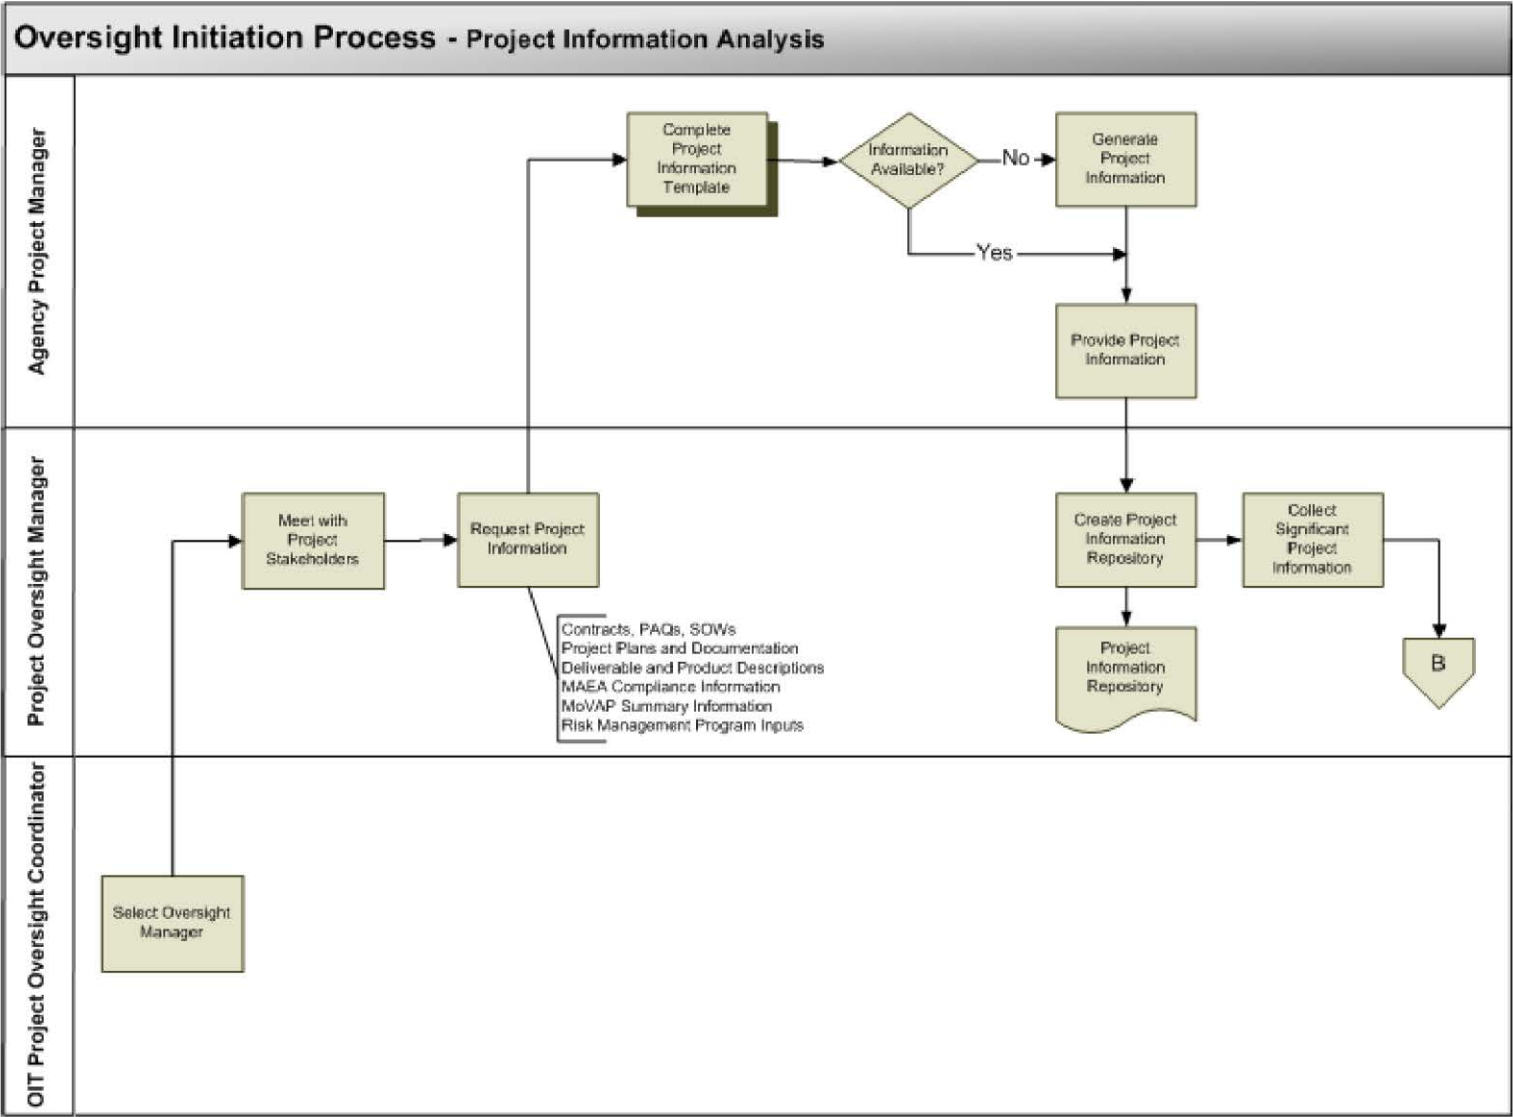 Oversight Initiation Process - Project Information Analysis
Agency Project Manager
Complete
Project
Information
Template
Information
Available?
No
Generate
Project
Information
Yes
Provide Project
Information
Project Oversight Manager
Meet with
Project
Stakeholders
Request Project
Information
Contracts, PAQs, SOWs
Project Plans and Documentation
Deliverable and Product Descriptions
MAEA Compliance Information
MoVAP Summary Information
Risk Management Program Inputs
Create Project
Information
Repository
Collect
Significant
Project
Information
Project
Information
Repository
B
OIT Project Oversight Coordinator
Select Oversight
Manager